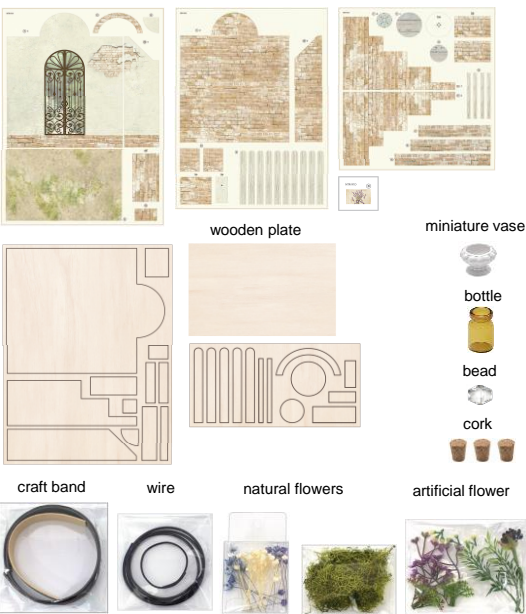 wooden plate
miniature vase
bottle
bead
cork
craft band
wire
natural flowers
artificial flower